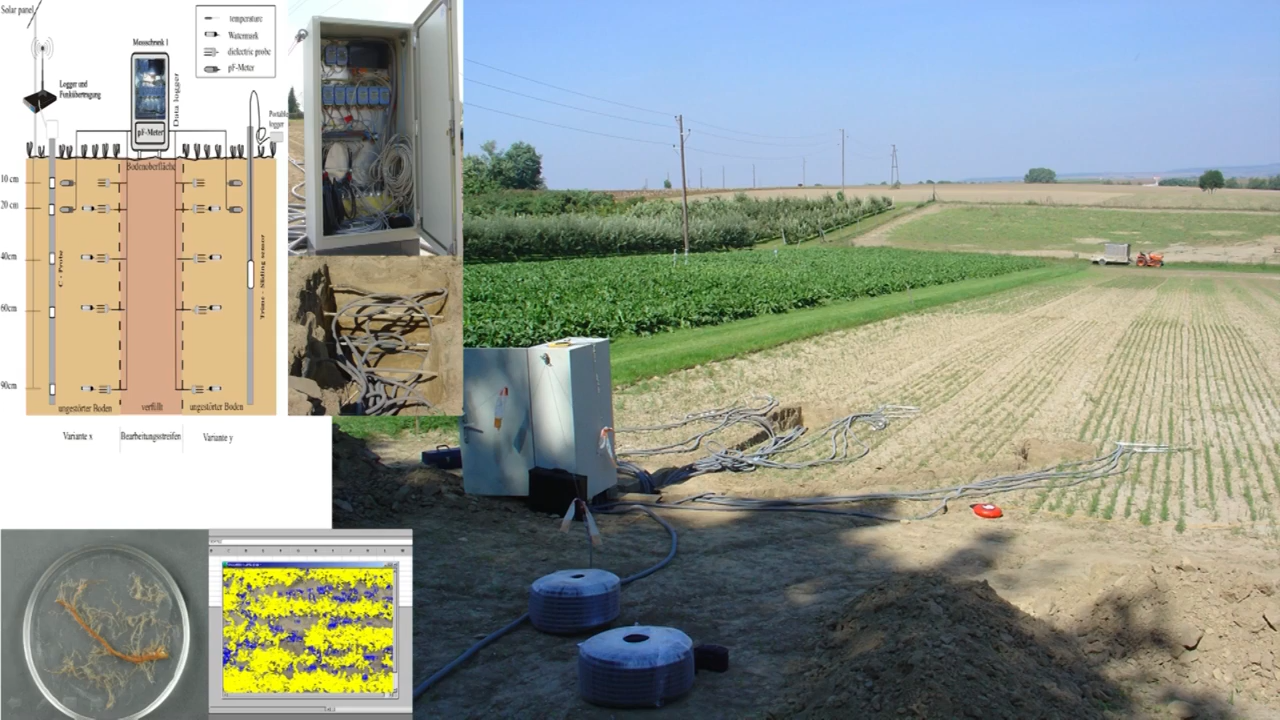 Solar panel
temperature
Watermark
dielectric probe
pF-Meter
Messschrank 1
Logger und
Funkübertragung
Data logger
Portable
logger
pF-Meter
Bodenoberfläche
10 cm
20 cm
40cm
60cm
90cm
C - Probe
Trime - Sliding sensor
ungestörter Boden
verfüllt
ungestörter Boden
Variante x
Bearbeitungsstreifen
Variante y